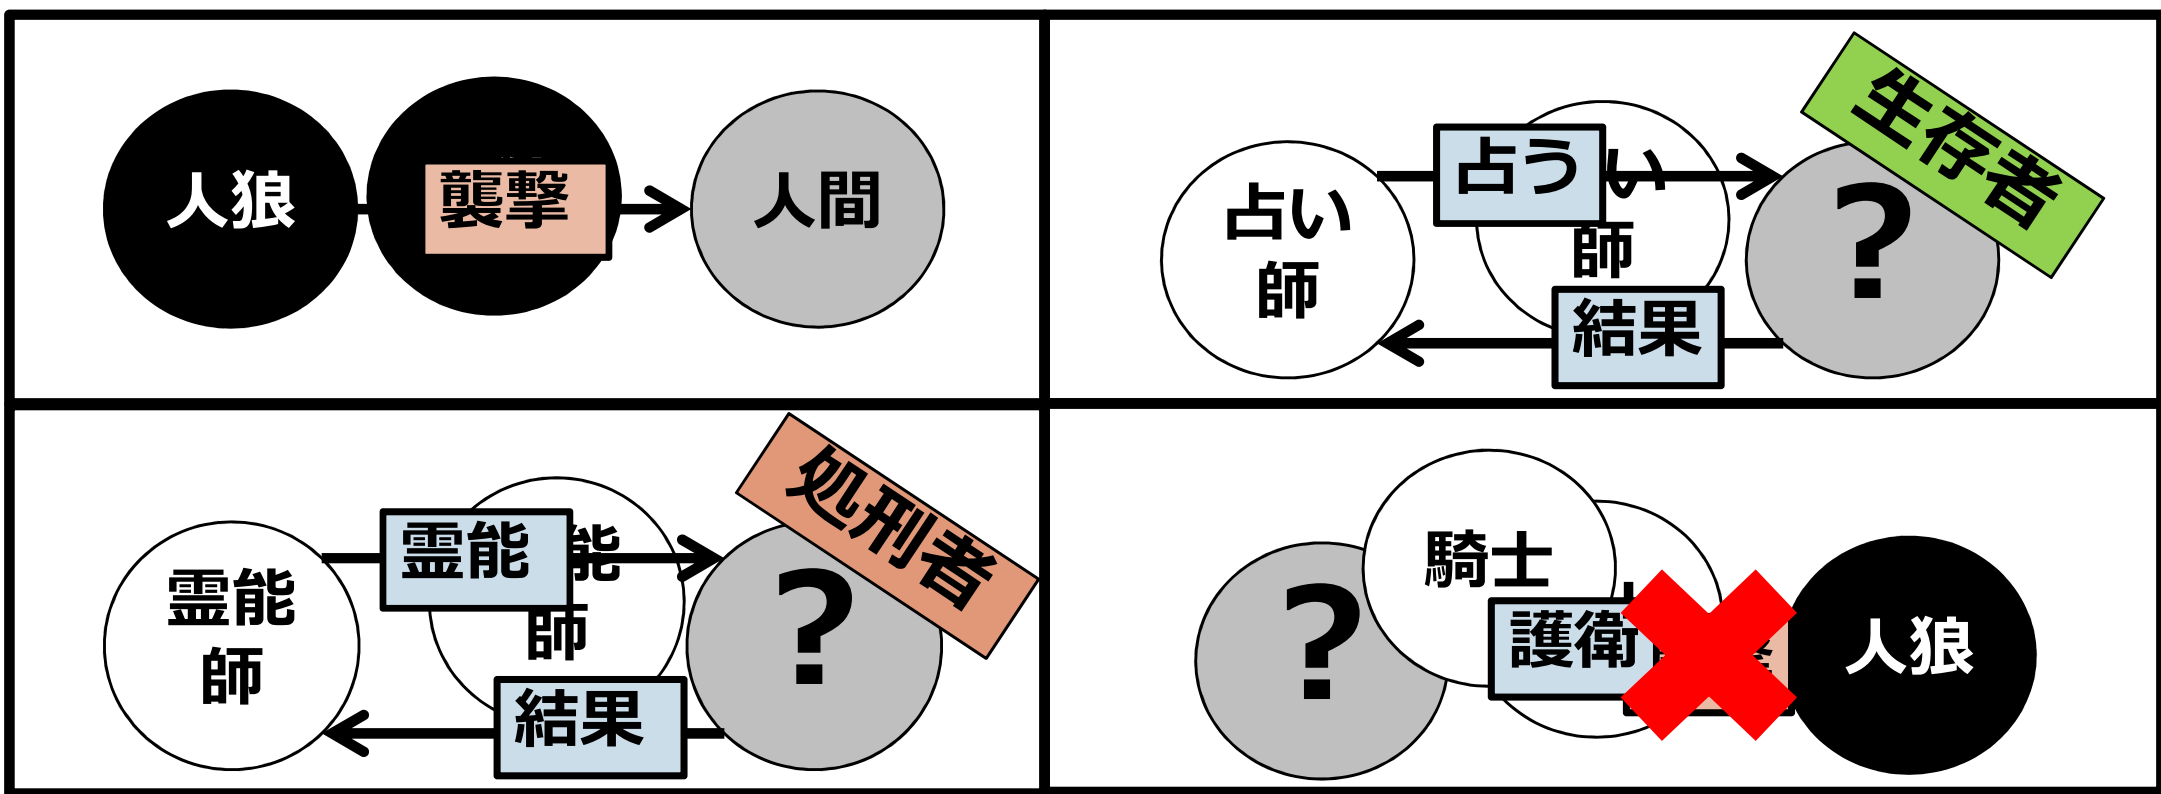 人狼
襲撃
人間
占い
師
占う
い
師
結果
?
生存者
霊能
師
霊能
能
師
結果
?
処刑者
?
騎士
護衛
人狼